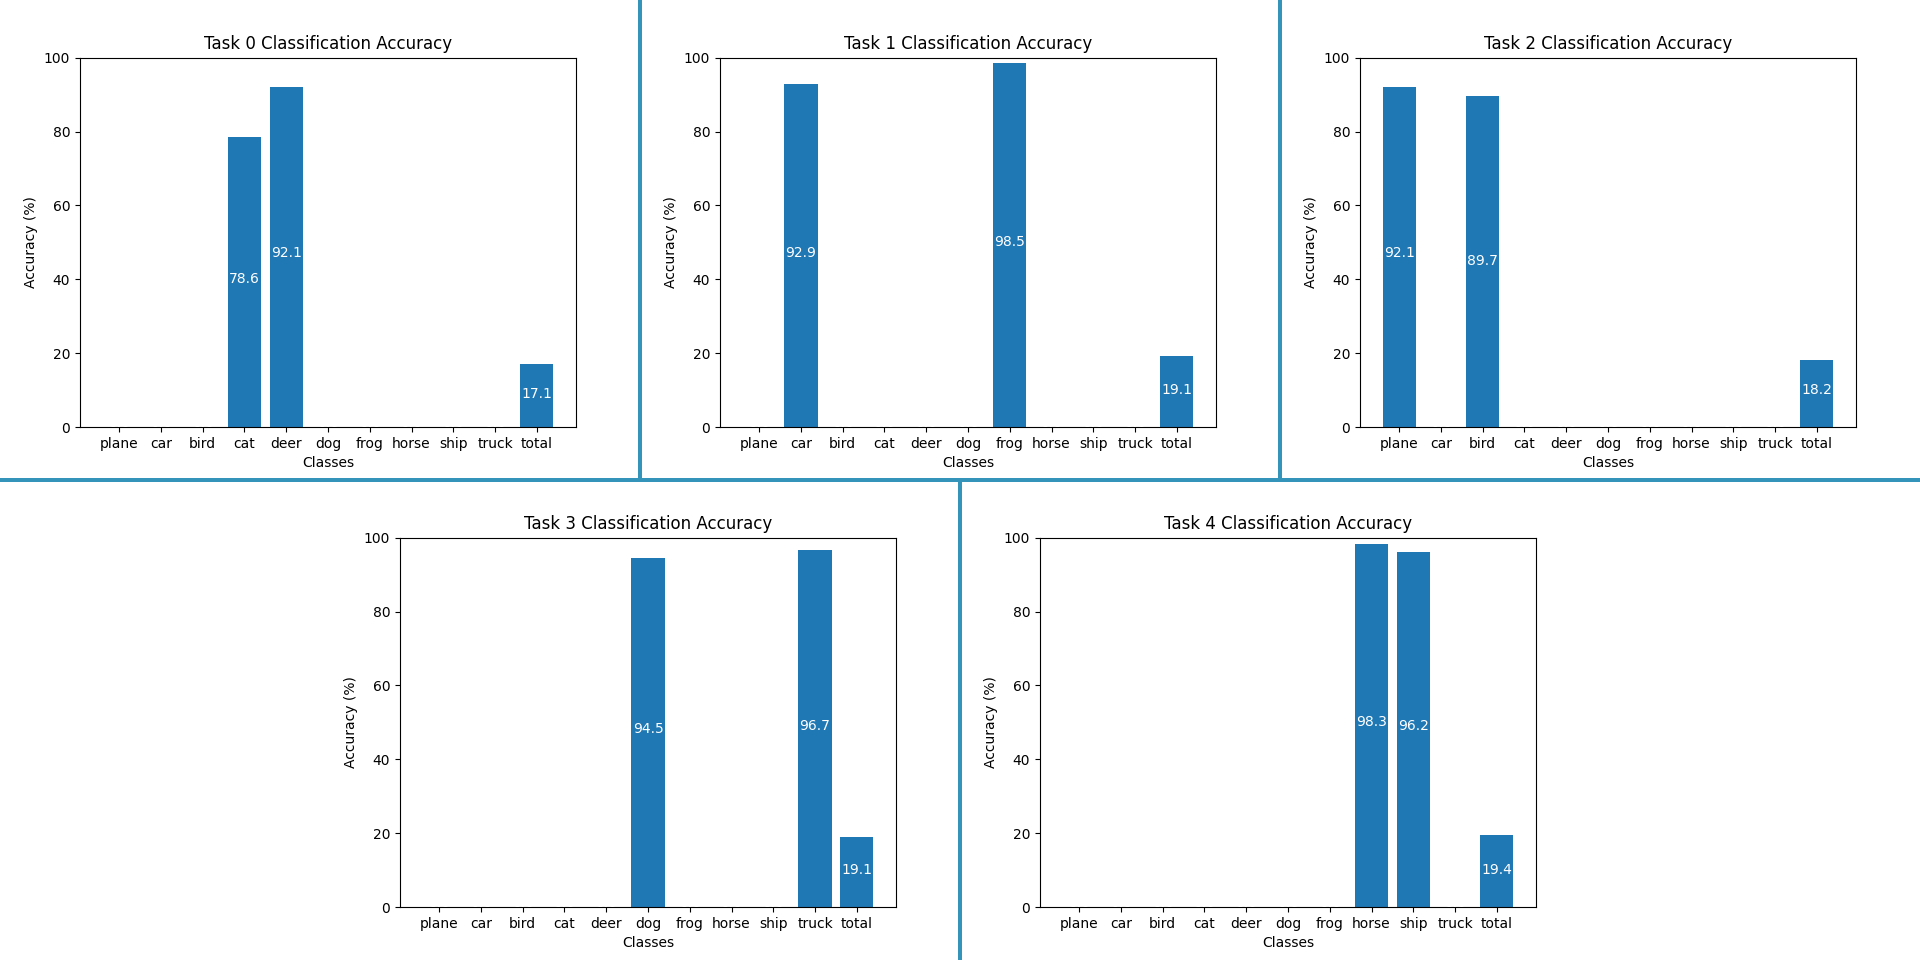 Task 0 Classification Accuracy
100
80
60
40
20
0
Accuracy (%)
78.6
92.1
17.1
plane car bird cat deer dog frog horse ship truck total
Classes
Task 1 Classification Accuracy
100
80
60
40
20
0
Accuracy (%)
92.9
98.5
19.1
plane car bird cat deer dog frog horse ship truck total
Classes
Task 2 Classification Accuracy
100
80
60
40
20
0
Accuracy (%)
92.1
89.7
18.2
plane car bird cat deer dog frog horse ship truck total
Classes
Task 3 Classification Accuracy
100
80
60
40
20
0
Accuracy (%)
94.5
96.7
19.1
plane car bird cat deer dog frog horse ship truck total
Classes
Task 4 Classification Accuracy
100
80
60
40
20
0
Accuracy (%)
98.3
96.2
19.4
plane car bird cat deer dog frog horse ship truck total
Classes